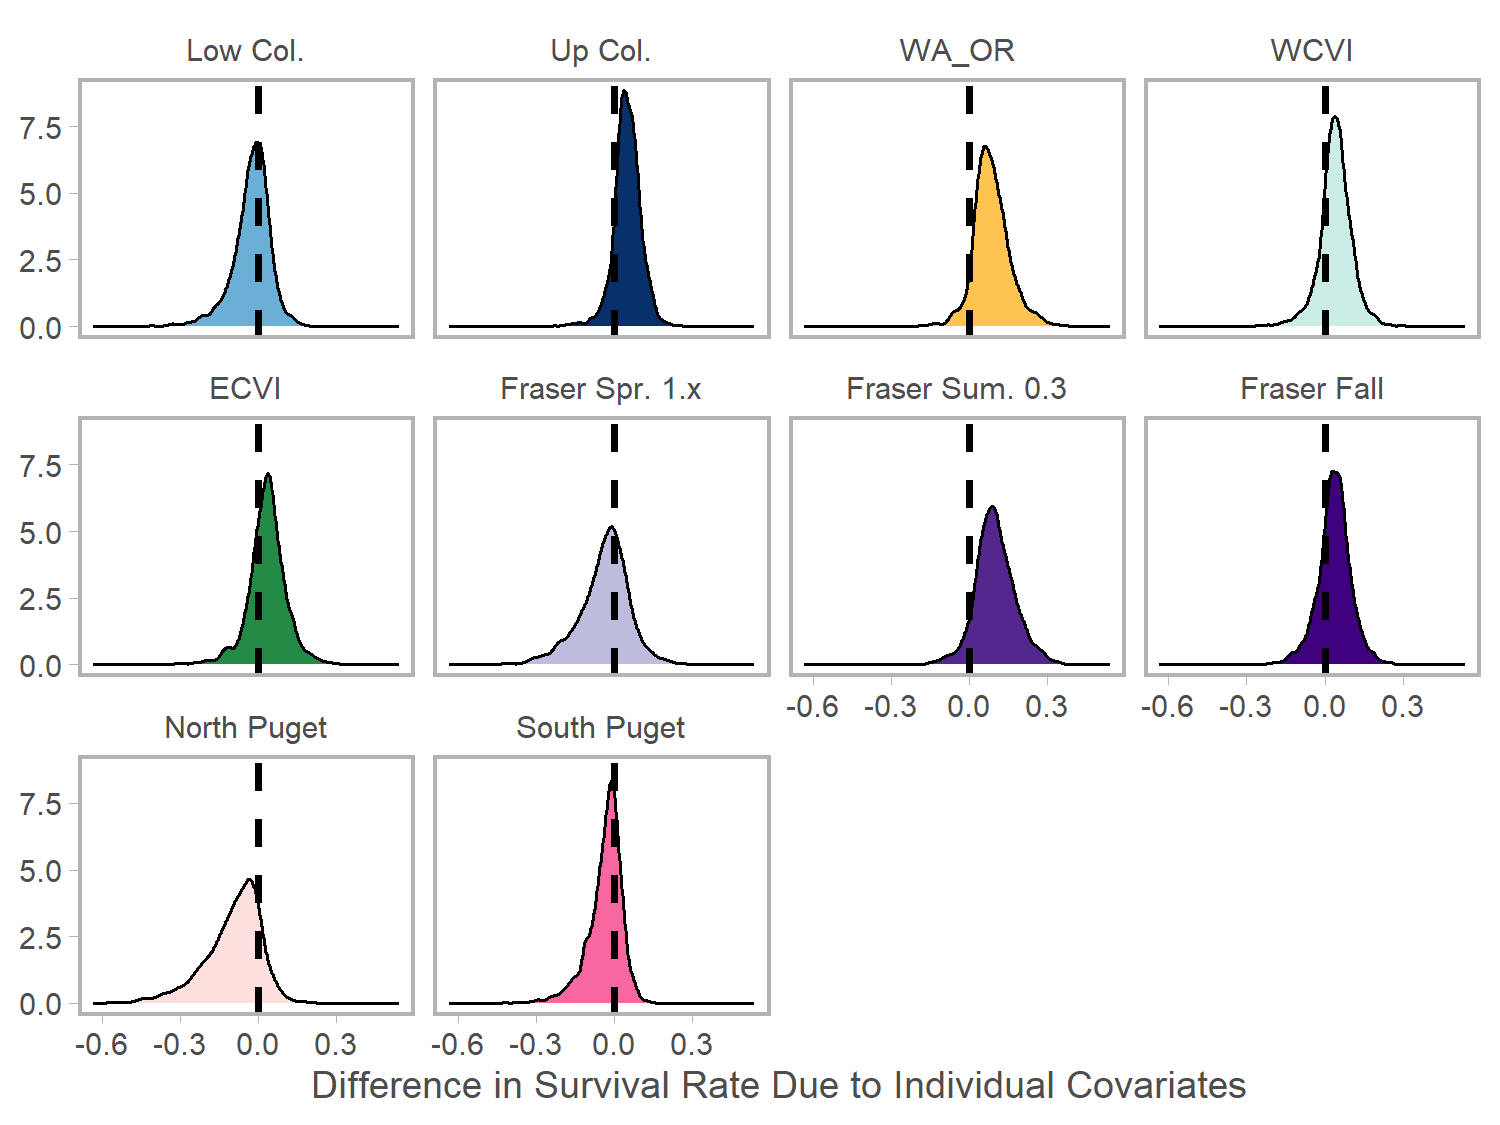 Low Col. Up Col. WA_OR WCVI
7.5
5.0
2.5
0.0
ECVI Fraser Spr. 1.x Fraser Sum. 0.3 Fraser Fall
7.5
5.0
2.5
0.0
-0.6 -0.3 0.0 0.3 -0.6 -0.3 0.0 0.3
North Puget South Puget
7.5
5.0
2.5
0.0
-0.6 -0.3 0.0 0.3 -0.6 -0.3 0.0 0.3
Difference in Survival Rate Due to Individual Covariates